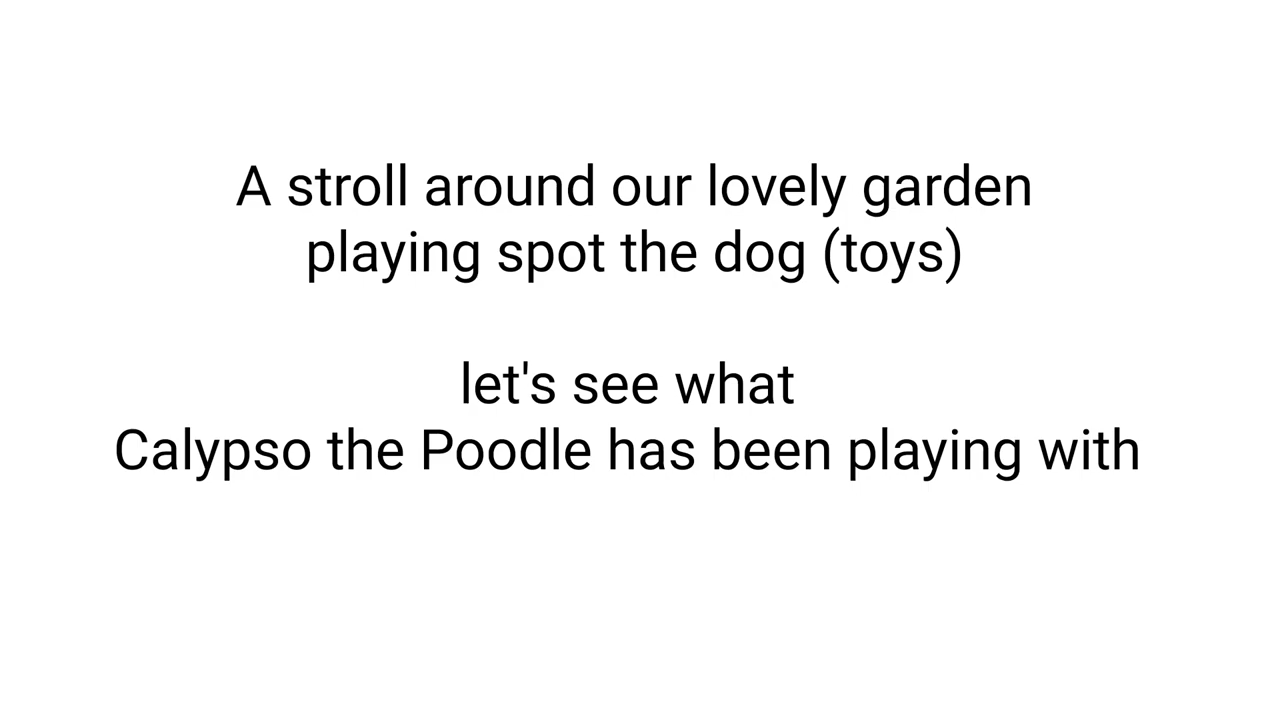 A stroll around our lovely garden
playing spot the dog (toys)
let's see what
Calypso the Poodle has been playing with